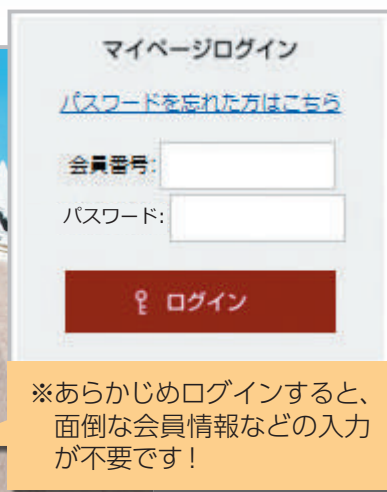 マイページログイン
パスワードを忘れた方はこちら
会員番号:
パスワード:
ログイン
※あらかじめログインすると、
面倒な会員情報などの入力
が不要です!